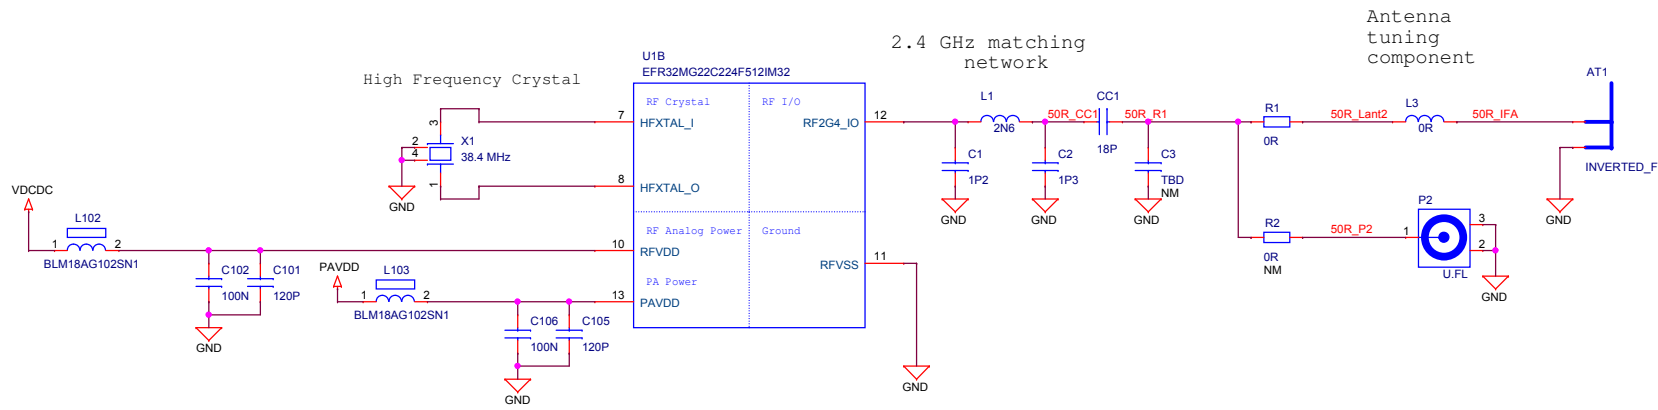 Antenna
tuning
component
2.4 GHz matching
network
High Frequency Crystal
U1B
EFR32MG22C224F512IM32
RF Crystal
RF I/O
7
HFXTAL_I
RF2G4_IO
12
3
2
4
1
X1
38.4 MHz
GND
8
HFXTAL_O
L1
2N6
50R_CC1
CC1
18P
50R_R1
C1
1P2
GND
C2
1P3
GND
C3
TBD
NM
GND
R1
0R
50R_Lant2
L3
0R
50R_IFA
AT1
INVERTED_F
GND
VDCDC
L102
1
2
BLM18AG102SN1
RF Analog Power
Ground
10
RFVDD
C102
100N
C101
120P
GND
RFVSS
11
GND
PAVDD
L103
1
2
BLM18AG102SN1
PA Power
13
PAVDD
C106
100N
C105
120P
GND
R2
0R
NM
50R_P2
P2
1
3
2
U.FL
GND